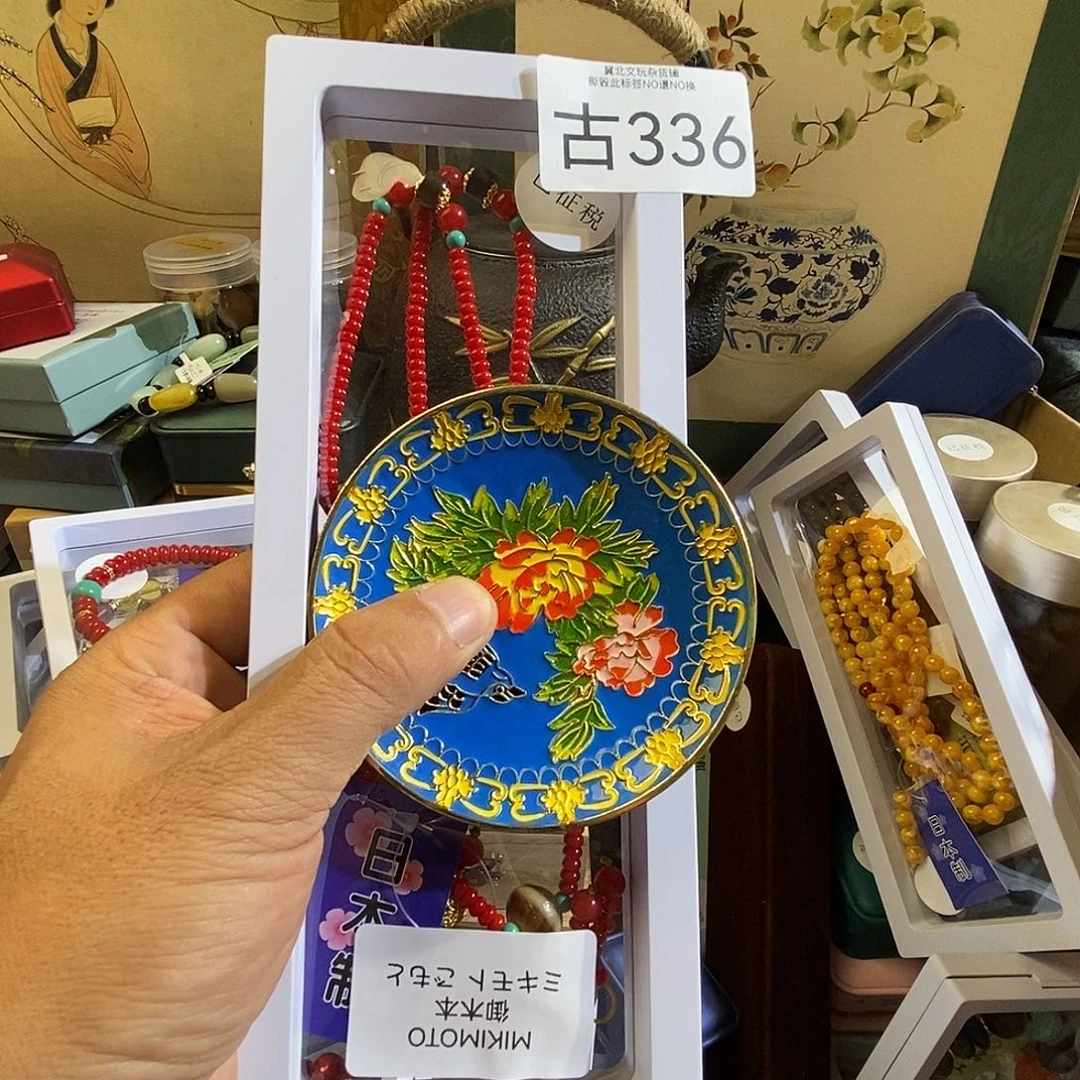 冀北文玩杂货铺
撕毁此标签NO退NO换
古336
已征税
日本制
日本制
MIKIMOTO
御木本
ミキモト ごもと